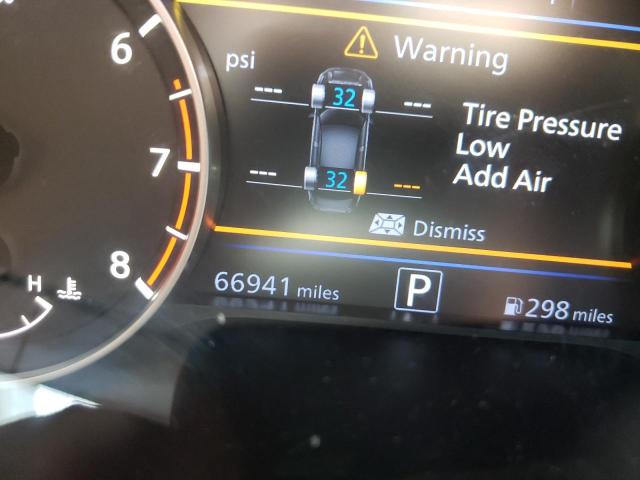 6
7
8
H
psi
Warning
--- 32 ---
--- 32 ---
Tire Pressure
Low
Add Air
Dismiss
66941 miles
P
298 miles